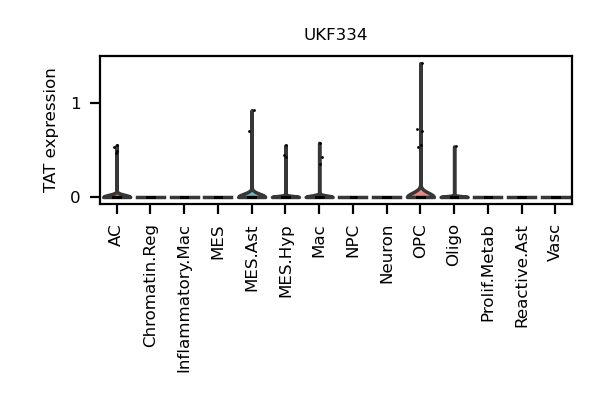 UKF334
TAT expression
1
0
AC
Chromatin.Reg
Inflammatory.Mac
MES
MES.Ast
MES.Hyp
Mac
NPC
Neuron
OPC
Oligo
Prolif.Metab
Reactive.Ast
Vasc